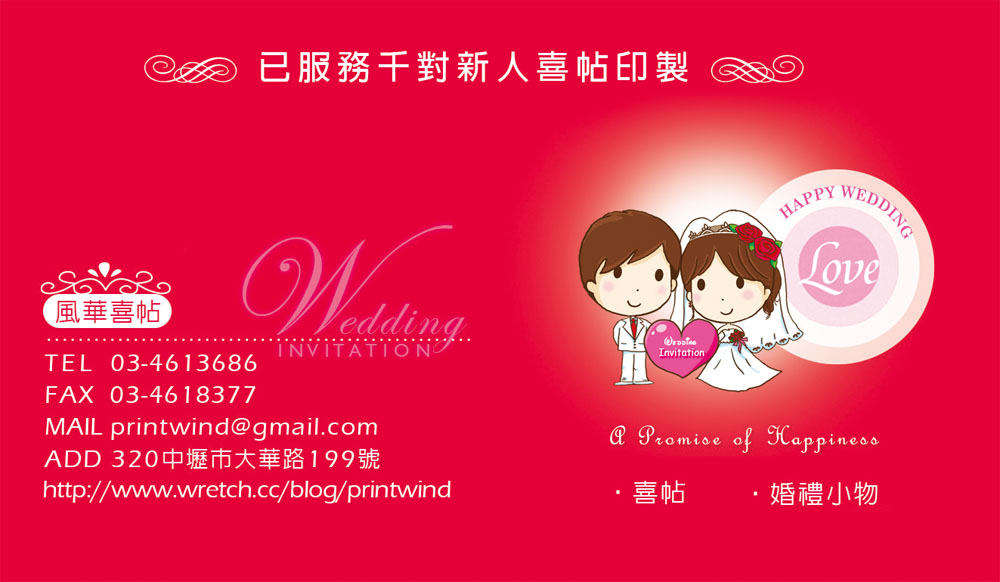 已服務千對新人喜帖印製
HAPPY WEDDING
Love
Wedding
INVITATION
Wedding
Invitation
風華喜帖
TEL 03-4613686
FAX 03-4618377
MAIL printwind@gmail.com
ADD 320中壢市大華路199號
http://www.wretch.cc/blog/printwind
A Promise of Happiness
·喜帖 ·婚禮小物